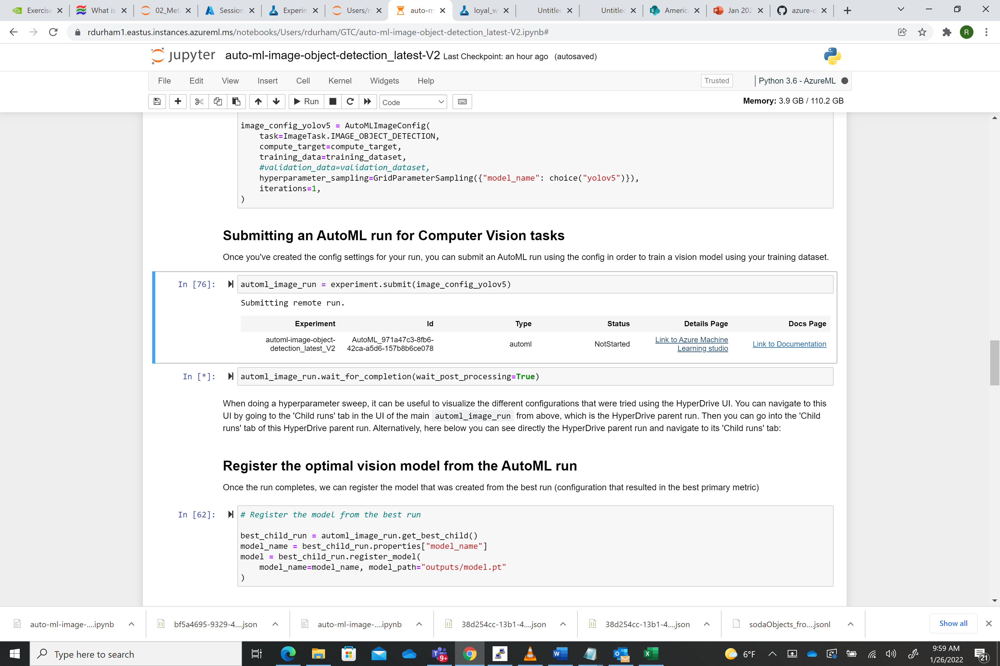 Exercise
What is
02_Met
Session
Experim
Users/r
auto-m
loyal_w
Untitled
Untitled
America
Jan 202
azure-d
rdurham1.eastus.instances.azureml.ms/notebooks/Users/rdurham/GTC/auto-ml-image-object-detection_latest-V2.ipynb#
R
jupyter auto-ml-image-object-detection_latest-V2 Last Checkpoint: an hour ago (autosaved)
File Edit View Insert Cell Kernel Widgets Help Trusted Python 3.6 - AzureML
Run Code Memory: 3.9 GB / 110.2 GB
image_config_yolov5 = AutoMLImageConfig(
    task=ImageTask.IMAGE_OBJECT_DETECTION,
    compute_target=compute_target,
    training_data=training_dataset,
    #validation_data=validation_dataset,
    hyperparameter_sampling=GridParameterSampling({"model_name": choice("yolov5")}),
    iterations=1,
)
Submitting an AutoML run for Computer Vision tasks
Once you've created the config settings for your run, you can submit an AutoML run using the config in order to train a vision model using your training dataset.
In [76]: automl_image_run = experiment.submit(image_config_yolov5)
Submitting remote run.
Experiment Id Type Status Details Page Docs Page
automl-image-object- AutoML_971a47c3-8fb6- automl NotStarted Link to Azure Machine Link to Documentation
detection_latest_V2 42ca-a5d6-157b8b6ce078 Learning studio
In [*]: automl_image_run.wait_for_completion(wait_post_processing=True)
When doing a hyperparameter sweep, it can be useful to visualize the different configurations that were tried using the HyperDrive UI. You can navigate to this
UI by going to the 'Child runs' tab in the UI of the main automl_image_run from above, which is the HyperDrive parent run. Then you can go into the 'Child
runs' tab of this HyperDrive parent run. Alternatively, here below you can see directly the HyperDrive parent run and navigate to its 'Child runs' tab:
Register the optimal vision model from the AutoML run
Once the run completes, we can register the model that was created from the best run (configuration that resulted in the best primary metric)
In [62]: # Register the model from the best run
best_child_run = automl_image_run.get_best_child()
model_name = best_child_run.properties["model_name"]
model = best_child_run.register_model(
    model_name=model_name, model_path="outputs/model.pt"
)
auto-ml-image-....ipynb
bf5a4695-9329-4....json
auto-ml-image-....ipynb
38d254cc-13b1-4....json
38d254cc-13b1-4....json
sodaObjects_fro....jsonl
Show all
Type here to search
9+
6°F
9:59 AM
1/26/2022
21